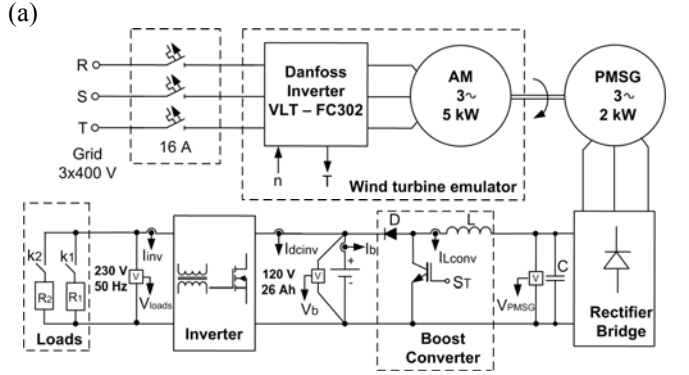 (a)
R
S
T
Grid
3x400 V
16 A
Danfoss
Inverter
VLT – FC302
n
T
AM
3~
5 kW
Wind turbine emulator
PMSG
3~
2 kW
k2
k1
R2
R1
Loads
230 V
50 Hz
V
Vloads
Iinv
Inverter
Idcinv
120 V
26 Ah
V
Vb
Ib
+
-
D
L
ILconv
ST
Boost
Converter
V
VPMSG
C
Rectifier
Bridge